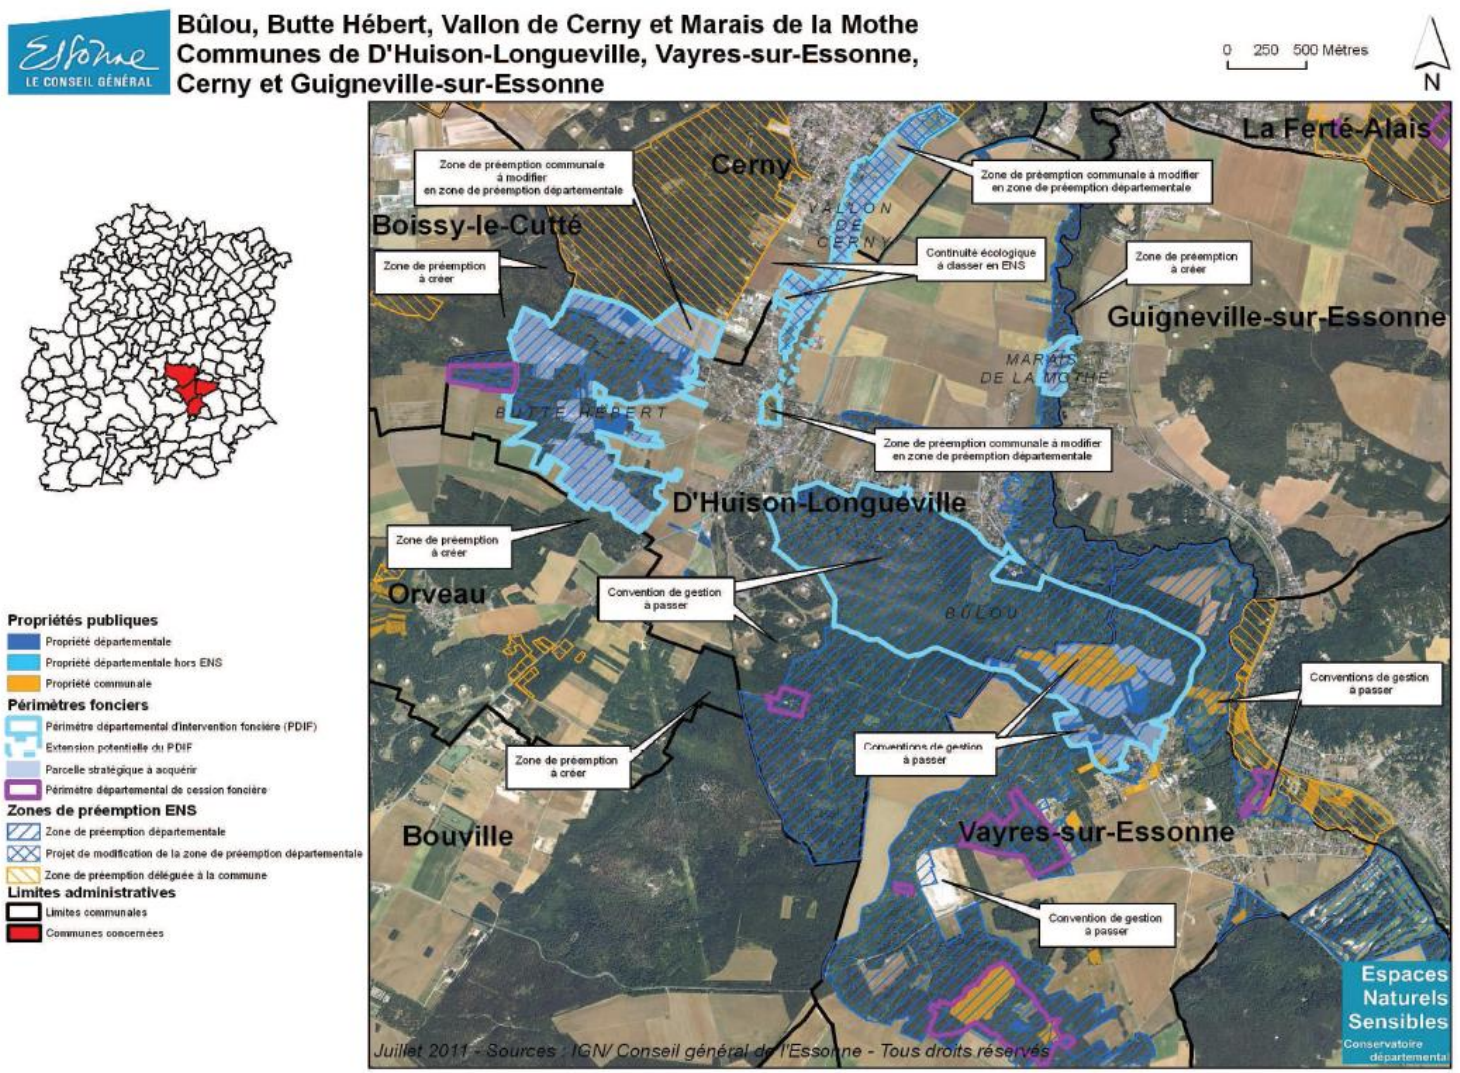 Essonne
LE CONSEIL GÉNÉRAL
Bûlou, Butte Hébert, Vallon de Cerny et Marais de la Mothe
Communes de D'Huison-Longueville, Vayres-sur-Essonne,
Cerny et Guigneville-sur-Essonne
0 250 500 Mètres
N
La Ferté-Alais
Cerny
Zone de préemption communale
à modifier
en zone de préemption départementale
Zone de préemption communale à modifier
en zone de préemption départementale
Boissy-le-Cutté
VALLON
DE
CERNY
Zone de préemption
à créer
Continuité écologique
à classer en ENS
Zone de préemption
à créer
Guigneville-sur-Essonne
MARAIS
DE LA MOTHE
BUTTE HÉBERT
Zone de préemption communale à modifier
en zone de préemption départementale
D'Huison-Longueville
Zone de préemption
à créer
Orveau
Convention de gestion
à passer
BÛLOU
Conventions de gestion
à passer
Conventions de gestion
à passer
Zone de préemption
à créer
Bouville
Vayres-sur-Essonne
Convention de gestion
à passer
Propriétés publiques
Propriété départementale
Propriété départementale hors ENS
Propriété communale
Périmètres fonciers
Périmètre départemental d'intervention foncière (PDIF)
Extension potentielle du PDIF
Parcelle stratégique à acquérir
Périmètre départemental de cession foncière
Zones de préemption ENS
Zone de préemption départementale
Projet de modification de la zone de préemption départementale
Zone de préemption déléguée à la commune
Limites administratives
Limites communales
Communes concernées
Espaces
Naturels
Sensibles
Conservatoire
départemental
Juillet 2011 - Sources : IGN/ Conseil général de l'Essonne - Tous droits réservés